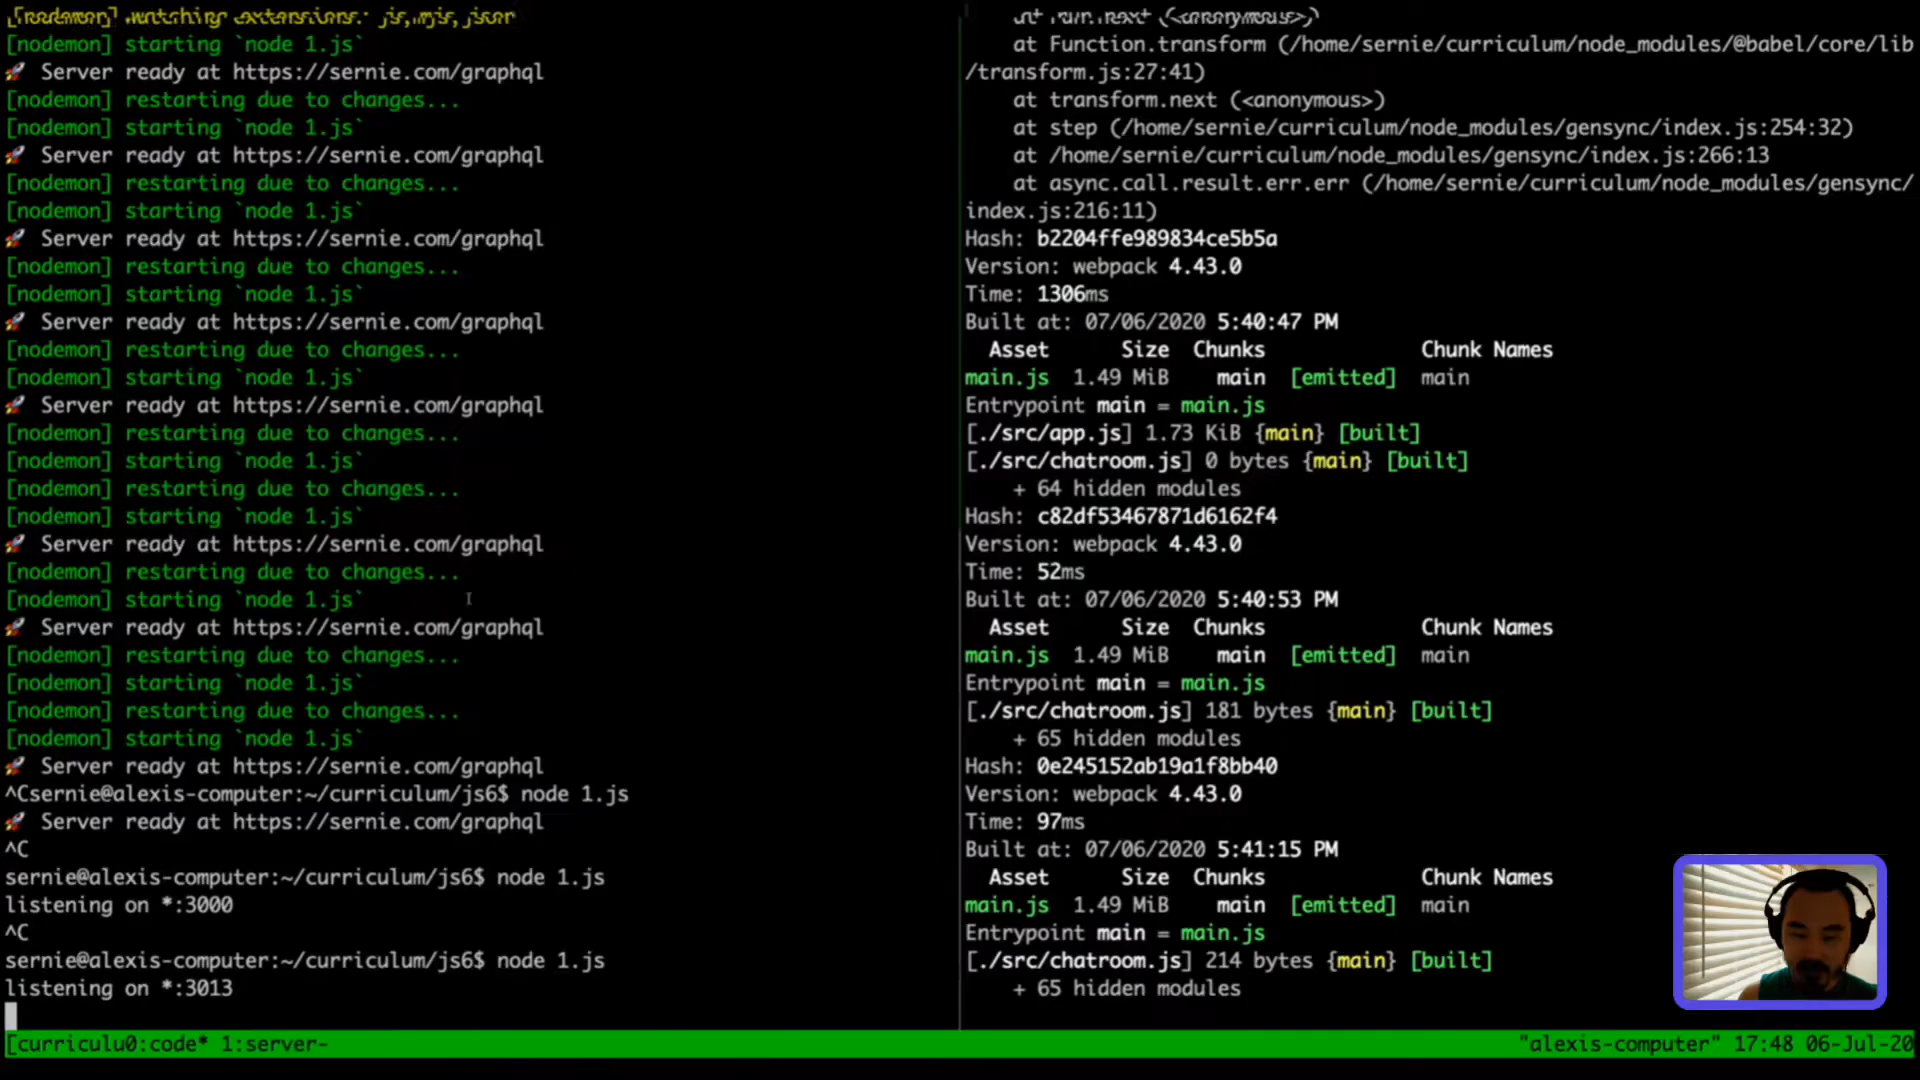 [nodemon] watching extensions: js,mjs,json
[nodemon] starting `node 1.js`
🚀 Server ready at https://sernie.com/graphql
[nodemon] restarting due to changes...
[nodemon] starting `node 1.js`
🚀 Server ready at https://sernie.com/graphql
[nodemon] restarting due to changes...
[nodemon] starting `node 1.js`
🚀 Server ready at https://sernie.com/graphql
[nodemon] restarting due to changes...
[nodemon] starting `node 1.js`
🚀 Server ready at https://sernie.com/graphql
[nodemon] restarting due to changes...
[nodemon] starting `node 1.js`
🚀 Server ready at https://sernie.com/graphql
[nodemon] restarting due to changes...
[nodemon] starting `node 1.js`
[nodemon] restarting due to changes...
[nodemon] starting `node 1.js`
🚀 Server ready at https://sernie.com/graphql
[nodemon] restarting due to changes...
[nodemon] starting `node 1.js`
🚀 Server ready at https://sernie.com/graphql
[nodemon] restarting due to changes...
[nodemon] starting `node 1.js`
[nodemon] restarting due to changes...
[nodemon] starting `node 1.js`
🚀 Server ready at https://sernie.com/graphql
^Csernie@alexis-computer:~/curriculum/js6$ node 1.js
🚀 Server ready at https://sernie.com/graphql
^C
sernie@alexis-computer:~/curriculum/js6$ node 1.js
listening on *:3000
^C
sernie@alexis-computer:~/curriculum/js6$ node 1.js
listening on *:3013
at run.next (<anonymous>)
at Function.transform (/home/sernie/curriculum/node_modules/@babel/core/lib
/transform.js:27:41)
at transform.next (<anonymous>)
at step (/home/sernie/curriculum/node_modules/gensync/index.js:254:32)
at /home/sernie/curriculum/node_modules/gensync/index.js:266:13
at async.call.result.err.err (/home/sernie/curriculum/node_modules/gensync/
index.js:216:11)
Hash: b2204ffe989834ce5b5a
Version: webpack 4.43.0
Time: 1306ms
Built at: 07/06/2020 5:40:47 PM
Asset Size Chunks Chunk Names
main.js 1.49 MiB main [emitted] main
Entrypoint main = main.js
[./src/app.js] 1.73 KiB {main} [built]
[./src/chatroom.js] 0 bytes {main} [built]
+ 64 hidden modules
Hash: c82df53467871d6162f4
Version: webpack 4.43.0
Time: 52ms
Built at: 07/06/2020 5:40:53 PM
Asset Size Chunks Chunk Names
main.js 1.49 MiB main [emitted] main
Entrypoint main = main.js
[./src/chatroom.js] 181 bytes {main} [built]
+ 65 hidden modules
Hash: 0e245152ab19a1f8bb40
Version: webpack 4.43.0
Time: 97ms
Built at: 07/06/2020 5:41:15 PM
Asset Size Chunks Chunk Names
main.js 1.49 MiB main [emitted] main
Entrypoint main = main.js
[./src/chatroom.js] 214 bytes {main} [built]
+ 65 hidden modules
[curriculu0:code* 1:server- "alexis-computer" 17:48 06-Jul-20